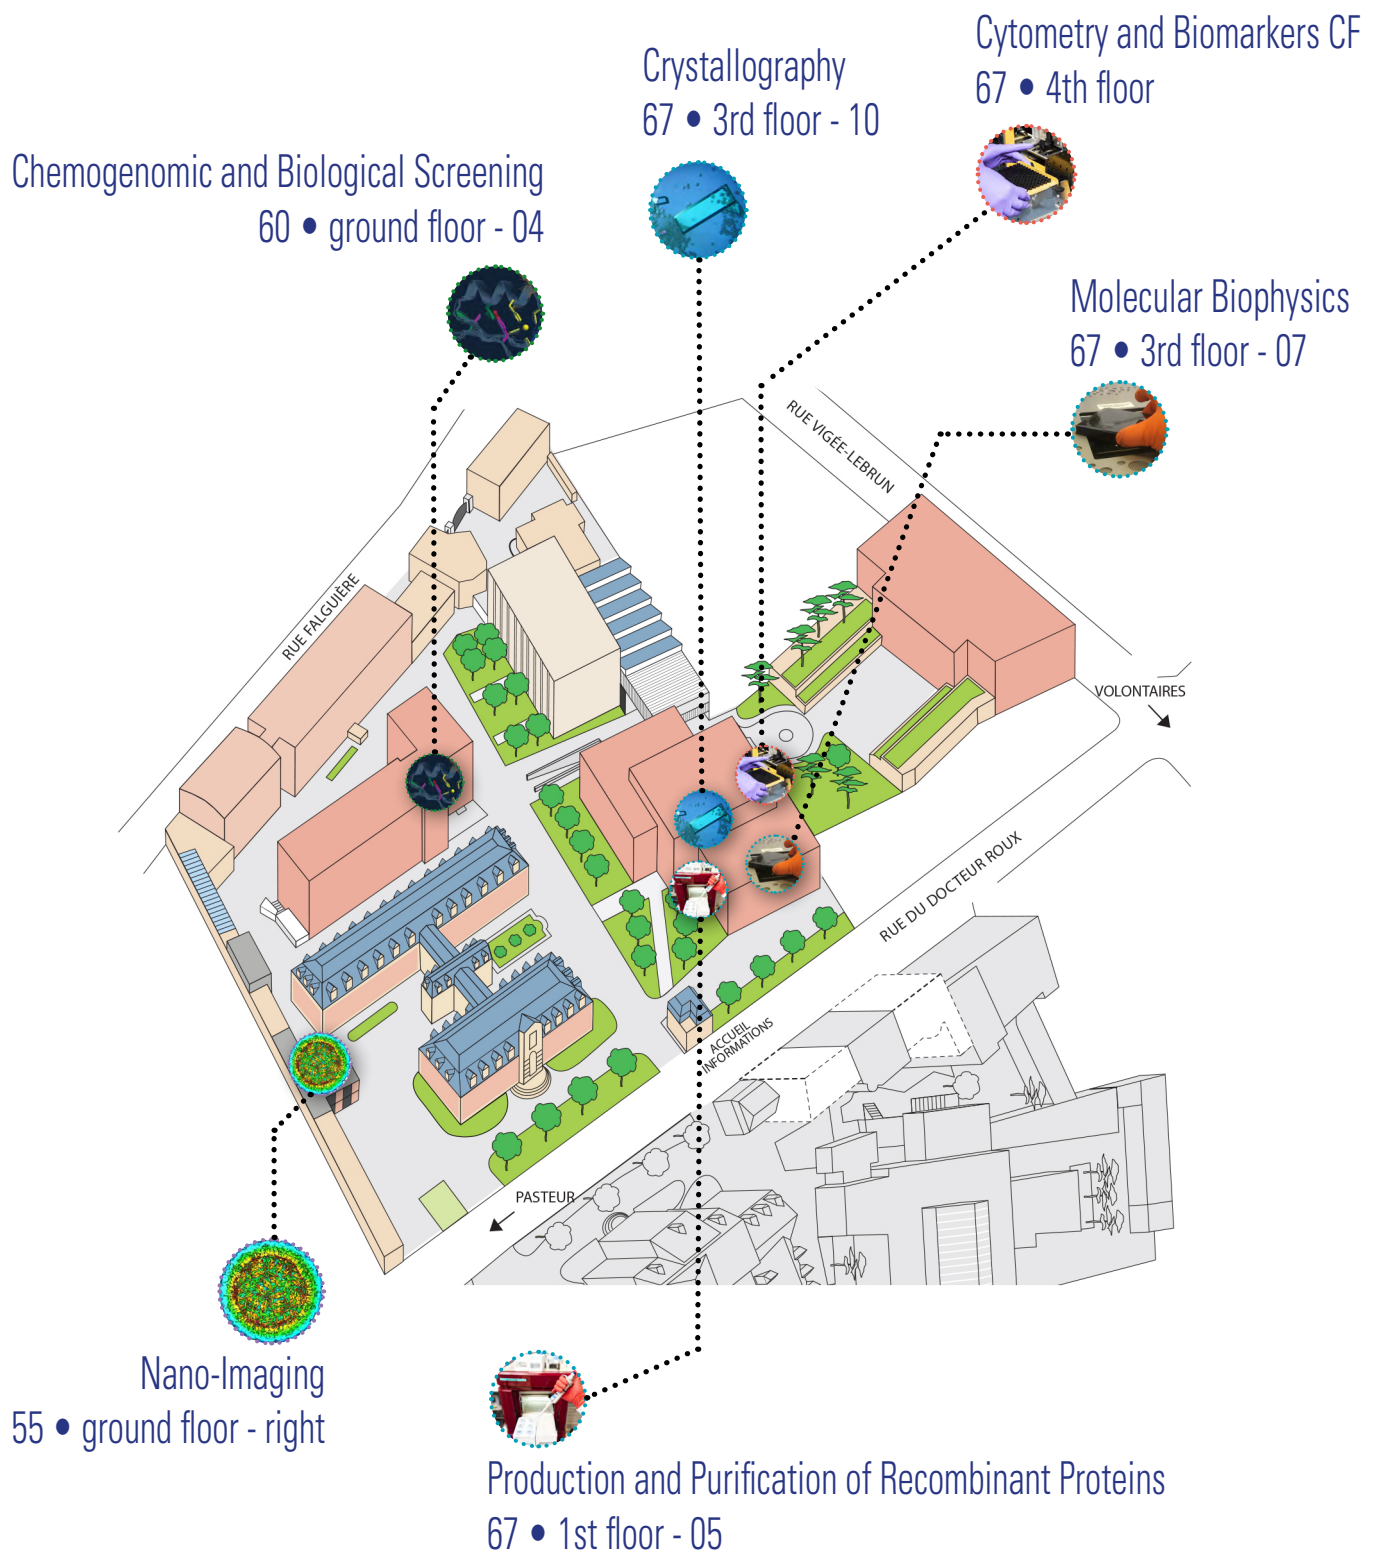 Cytometry and Biomarkers CF
67 • 4th floor
Crystallography
67 • 3rd floor - 10
Chemogenomic and Biological Screening
60 • ground floor - 04
Molecular Biophysics
67 • 3rd floor - 07
RUE VIGÉE-LEBRUN
RUE FALGUIÈRE
VOLONTAIRES
RUE DU DOCTEUR ROUX
ACCUEIL
INFORMATIONS
PASTEUR
Nano-Imaging
55 • ground floor - right
Production and Purification of Recombinant Proteins
67 • 1st floor - 05